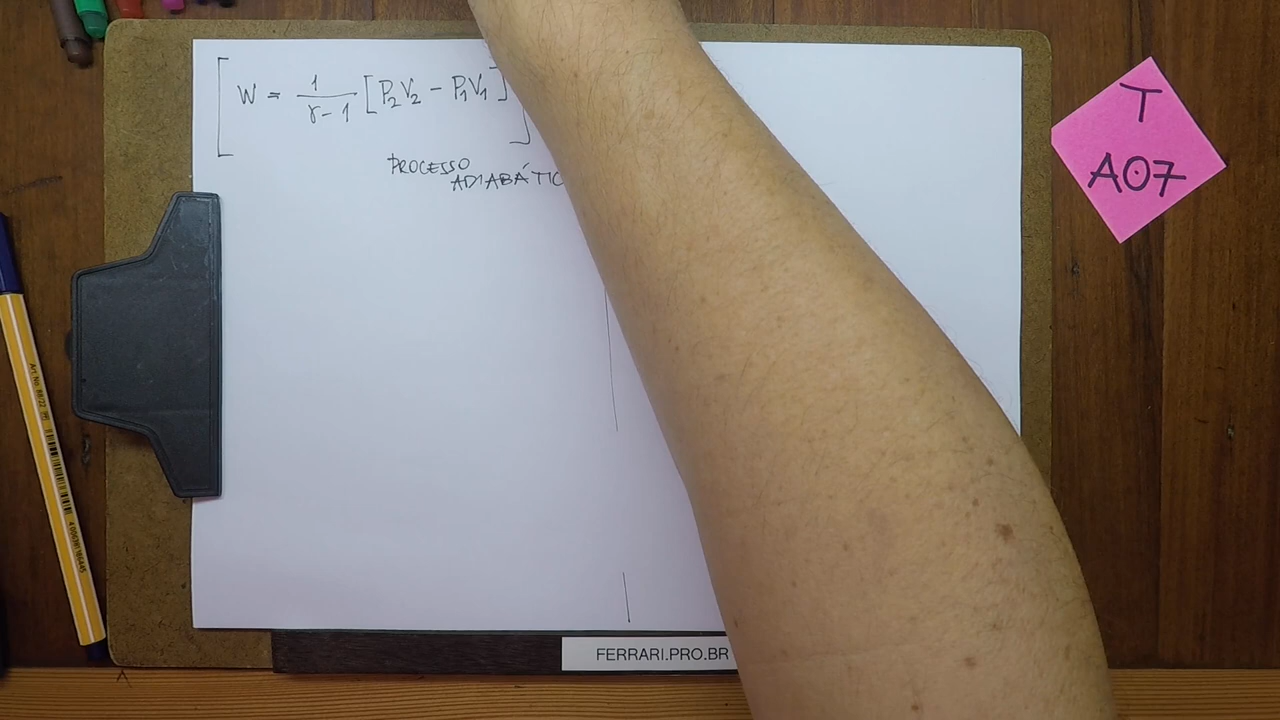 W = 1/(γ-1) [P₂V₂ - P₁V₁]
PROCESSO
ADIABÁTIC
T
A07
FERRARI.PRO.BR